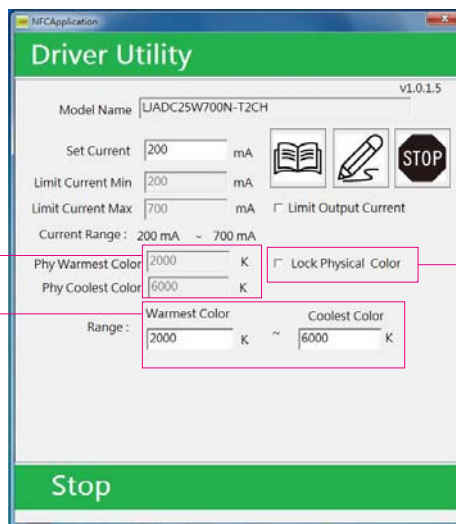 NFCApplication
Driver Utility
v1.0.1.5
Model Name IJADC25W700N-T2CH
Set Current 200 mA
STOP
Limit Current Min 200 mA
Limit Current Max 700 mA Limit Output Current
Current Range : 200 mA ~ 700 mA
Phy Warmest Color 2000 K Lock Physical Color
Phy Coolest Color 6000 K
Warmest Color Coolest Color
Range : 2000 K ~ 6000 K
Stop